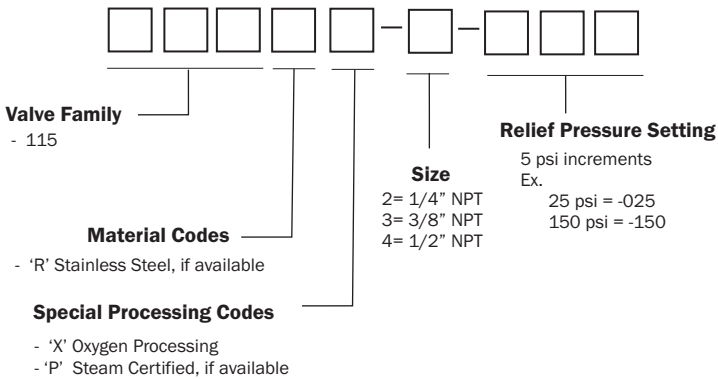 Valve Family
- 115
Material Codes
- ‘R’ Stainless Steel, if available
Special Processing Codes
- ‘X’ Oxygen Processing
- ‘P’ Steam Certified, if available
Size
2= 1/4” NPT
3= 3/8” NPT
4= 1/2” NPT
Relief Pressure Setting
5 psi increments
Ex.
25 psi = -025
150 psi = -150